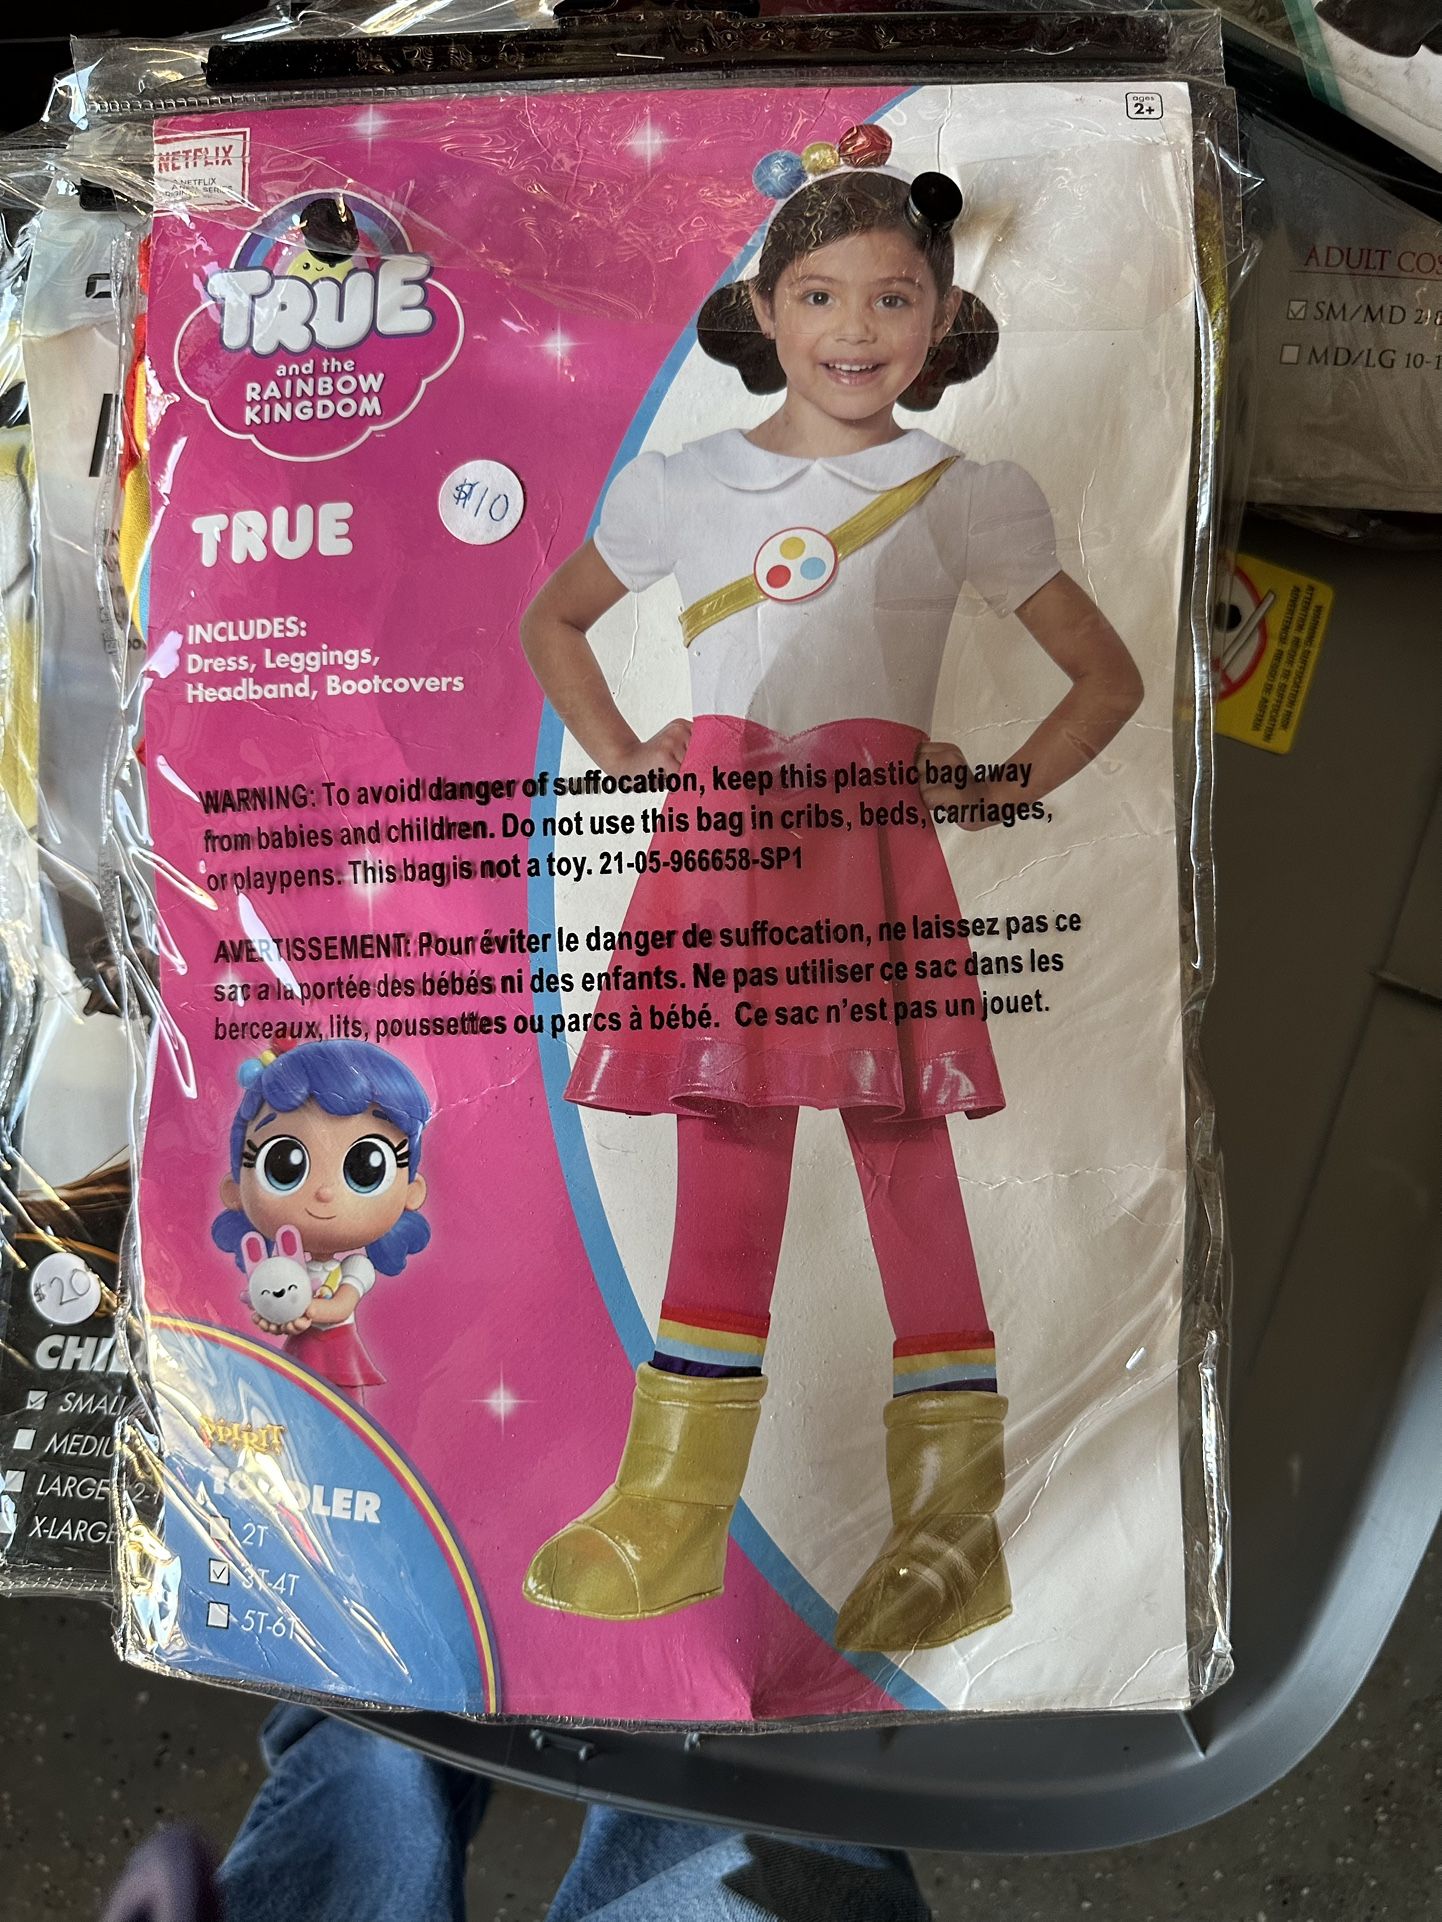 NETFLIX
A NETFLIX
ages
2+
TRUE
and the
RAINBOW
KINGDOM
$10
TRUE
INCLUDES:
Dress, Leggings,
Headband, Bootcovers
WARNING: To avoid danger of suffocation, keep this plastic bag away
from babies and children. Do not use this bag in cribs, beds, carriages,
or playpens. This bag is not a toy. 21-05-966658-SP1
AVERTISSEMENT: Pour éviter le danger de suffocation, ne laissez pas ce
sac a la portée des bébés ni des enfants. Ne pas utiliser ce sac dans les
berceaux, lits, poussettes ou parcs à bébé. Ce sac n'est pas un jouet.
SPIRIT
TODDLER
2T
3T-4T
5T-6T
$20
SMALL
LARGE
X-LARGE
ADULT
SM/MD
MD/LG